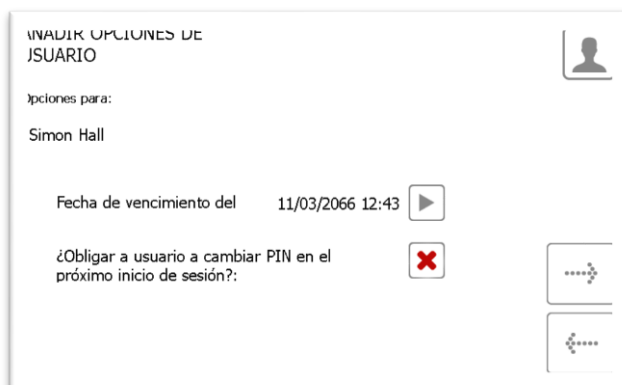 AÑADIR OPCIONES DE
USUARIO
Opciones para:
Simon Hall
Fecha de vencimiento del 11/03/2066 12:43
¿Obligar a usuario a cambiar PIN en el
próximo inicio de sesión?: